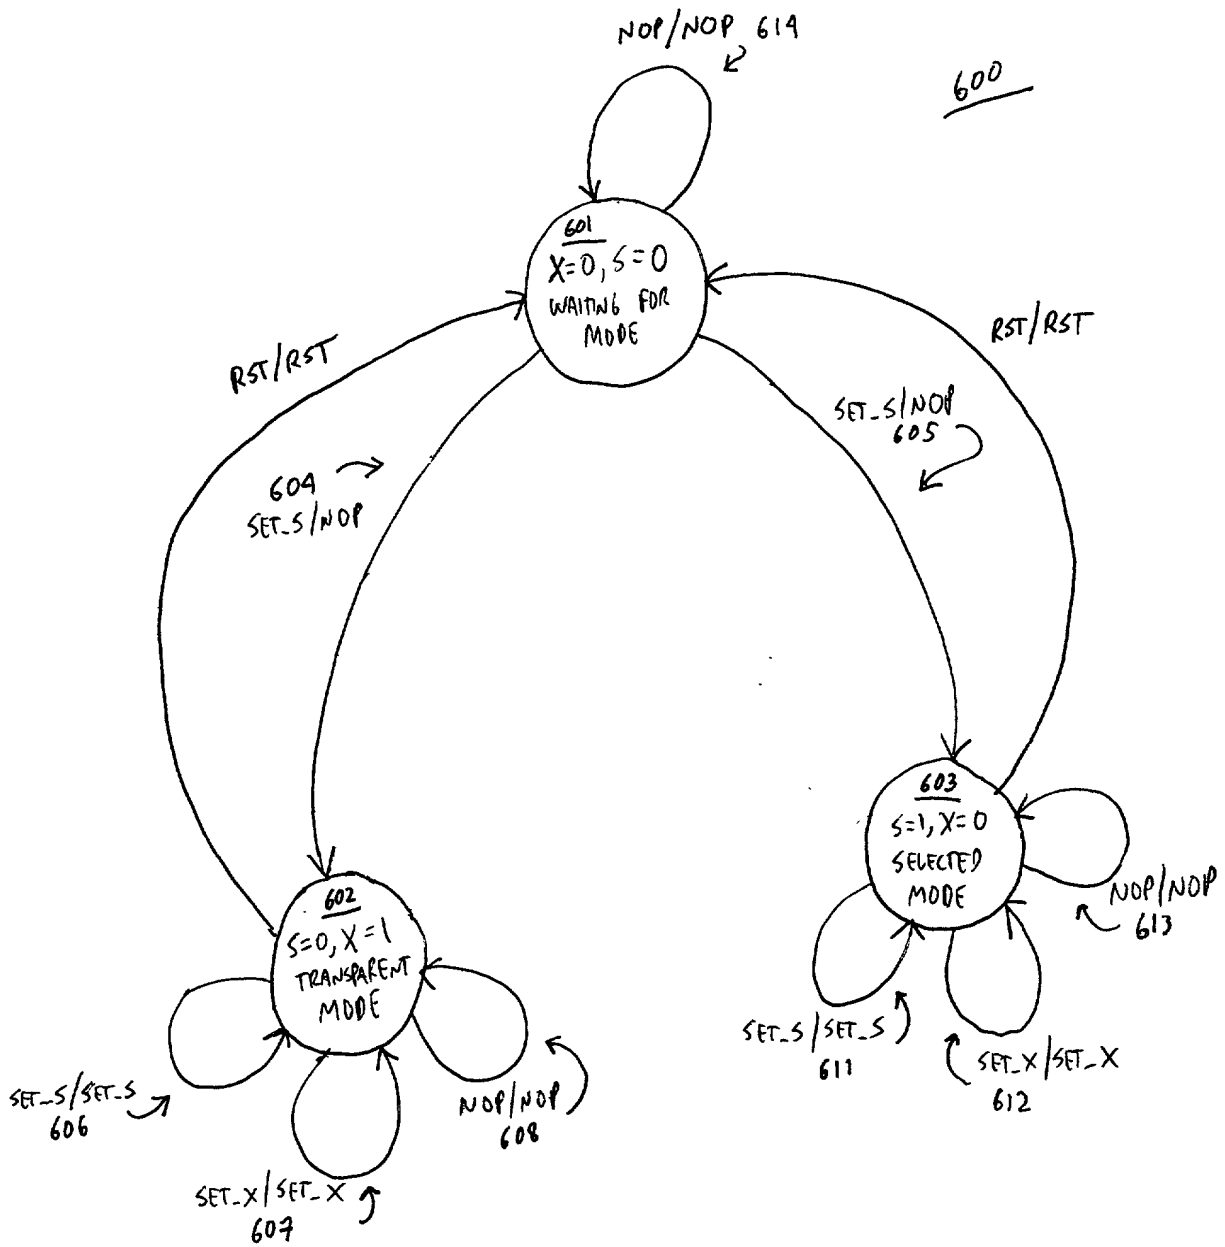 NOP/NOP 614
600
601
X=0, S=0
WAITING FOR
MODE
RST/RST
RST/RST
SET_S/NOP
605
604
SET_S/NOP
603
S=1, X=0
SELECTED
MODE
NOP/NOP
613
602
S=0, X=1
TRANSPARENT
MODE
SET_S/SET_S
611
SET_X/SET_X
612
SET_S/SET_S
606
NOP/NOP
608
SET_X/SET_X
607